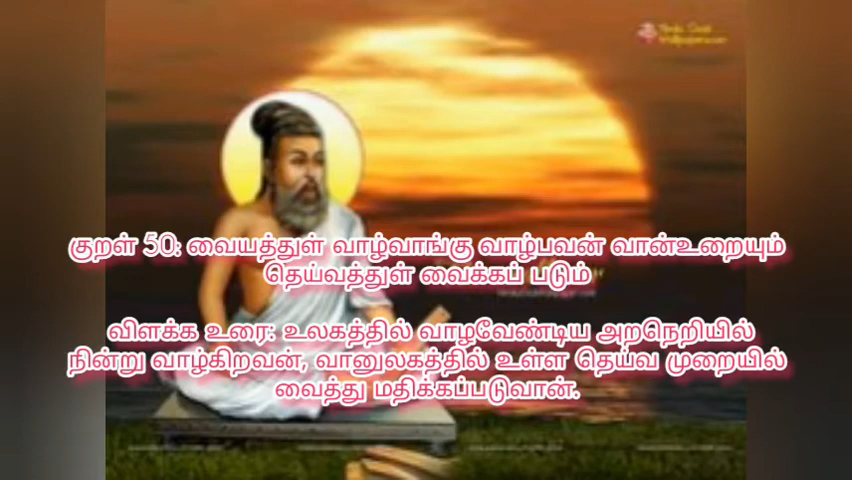 குறள் 50: வையத்துள் வாழ்வாங்கு வாழ்பவன் வான்உறையும்
தெய்வத்துள் வைக்கப் படும்
விளக்க உரை: உலகத்தில் வாழவேண்டிய அறநெறியில்
நின்று வாழ்கிறவன், வானுலகத்தில் உள்ள தெய்வ முறையில்
வைத்து மதிக்கப்படுவான்.